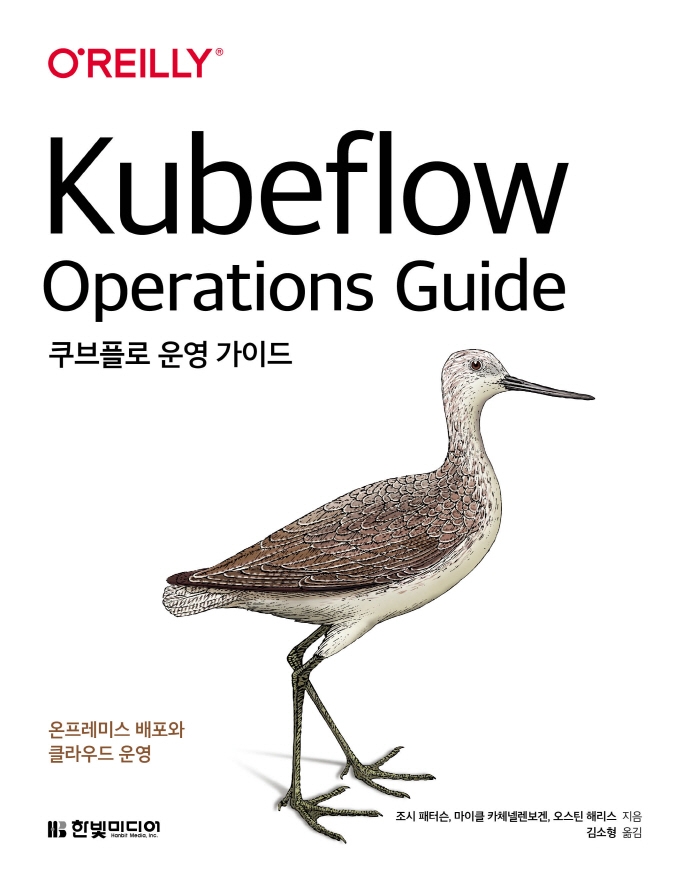 O'REILLY®
Kubeflow
Operations Guide
쿠브플로 운영 가이드
온프레미스 배포와
클라우드 운영
조시 패터슨, 마이클 카체넬렌보겐, 오스틴 해리스 지음
김소형 옮김
한빛미디어
Hanbit Media, Inc.